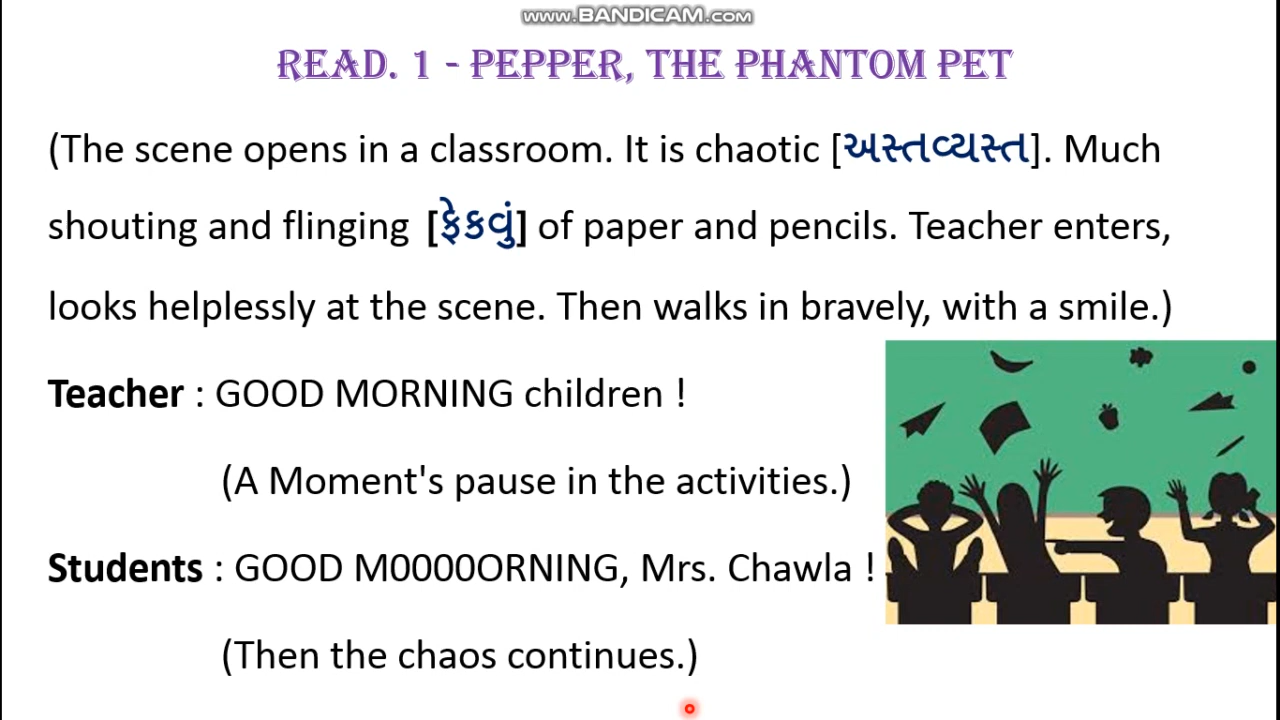 www.BANDICAM.com
READ. 1 - PEPPER, THE PHANTOM PET
(The scene opens in a classroom. It is chaotic [અસ્તવ્યસ્ત]. Much
shouting and flinging [ફેકવું] of paper and pencils. Teacher enters,
looks helplessly at the scene. Then walks in bravely, with a smile.)
Teacher : GOOD MORNING children !
(A Moment's pause in the activities.)
Students : GOOD M0000ORNING, Mrs. Chawla !
(Then the chaos continues.)